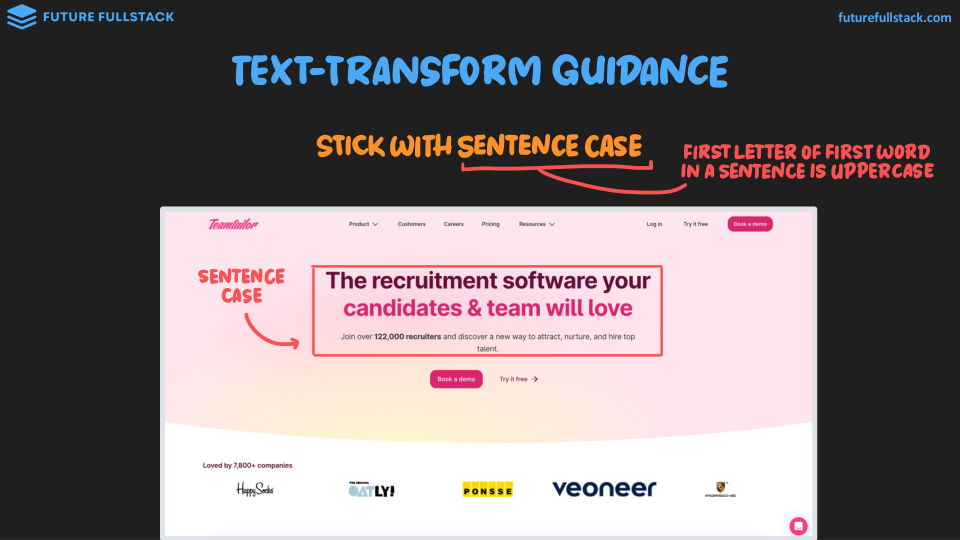 FUTURE FULLSTACK
futurefullstack.com
TEXT-TRANSFORM GUIDANCE
STICK WITH SENTENCE CASE
FIRST LETTER OF FIRST WORD
IN A SENTENCE IS UPPERCASE
Teamtailor
Product
Customers
Careers
Pricing
Resources
Log in
Try it free
Book a demo
SENTENCE
CASE
The recruitment software your
candidates & team will love
Join over 122,000 recruiters and discover a new way to attract, nurture, and hire top
talent.
Book a demo
Try it free
Loved by 7,800+ companies
Happy Socks
THE ORIGINAL
OATLY!
PONSSE
veoneer
PORSCHE